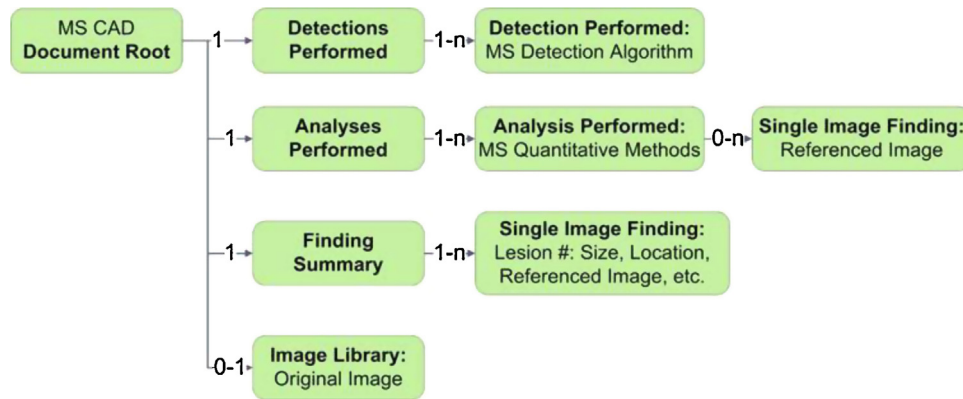 MS CAD
Document Root
1
Detections
Performed
1-n
Detection Performed:
MS Detection Algorithm
1
Analyses
Performed
1-n
Analysis Performed:
MS Quantitative Methods
0-n
Single Image Finding:
Referenced Image
1
Finding
Summary
1-n
Single Image Finding:
Lesion #: Size, Location,
Referenced Image, etc.
0-1
Image Library:
Original Image